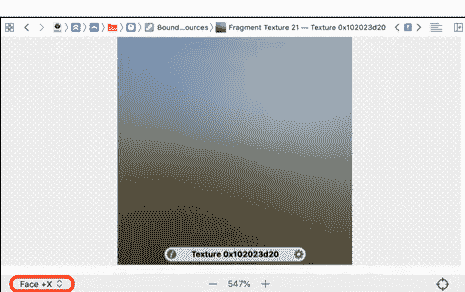 Bound...ources 〉 Fragment Texture 21 — Texture 0x102023d20
Texture 0x102023d20
Face +X
— 547% +